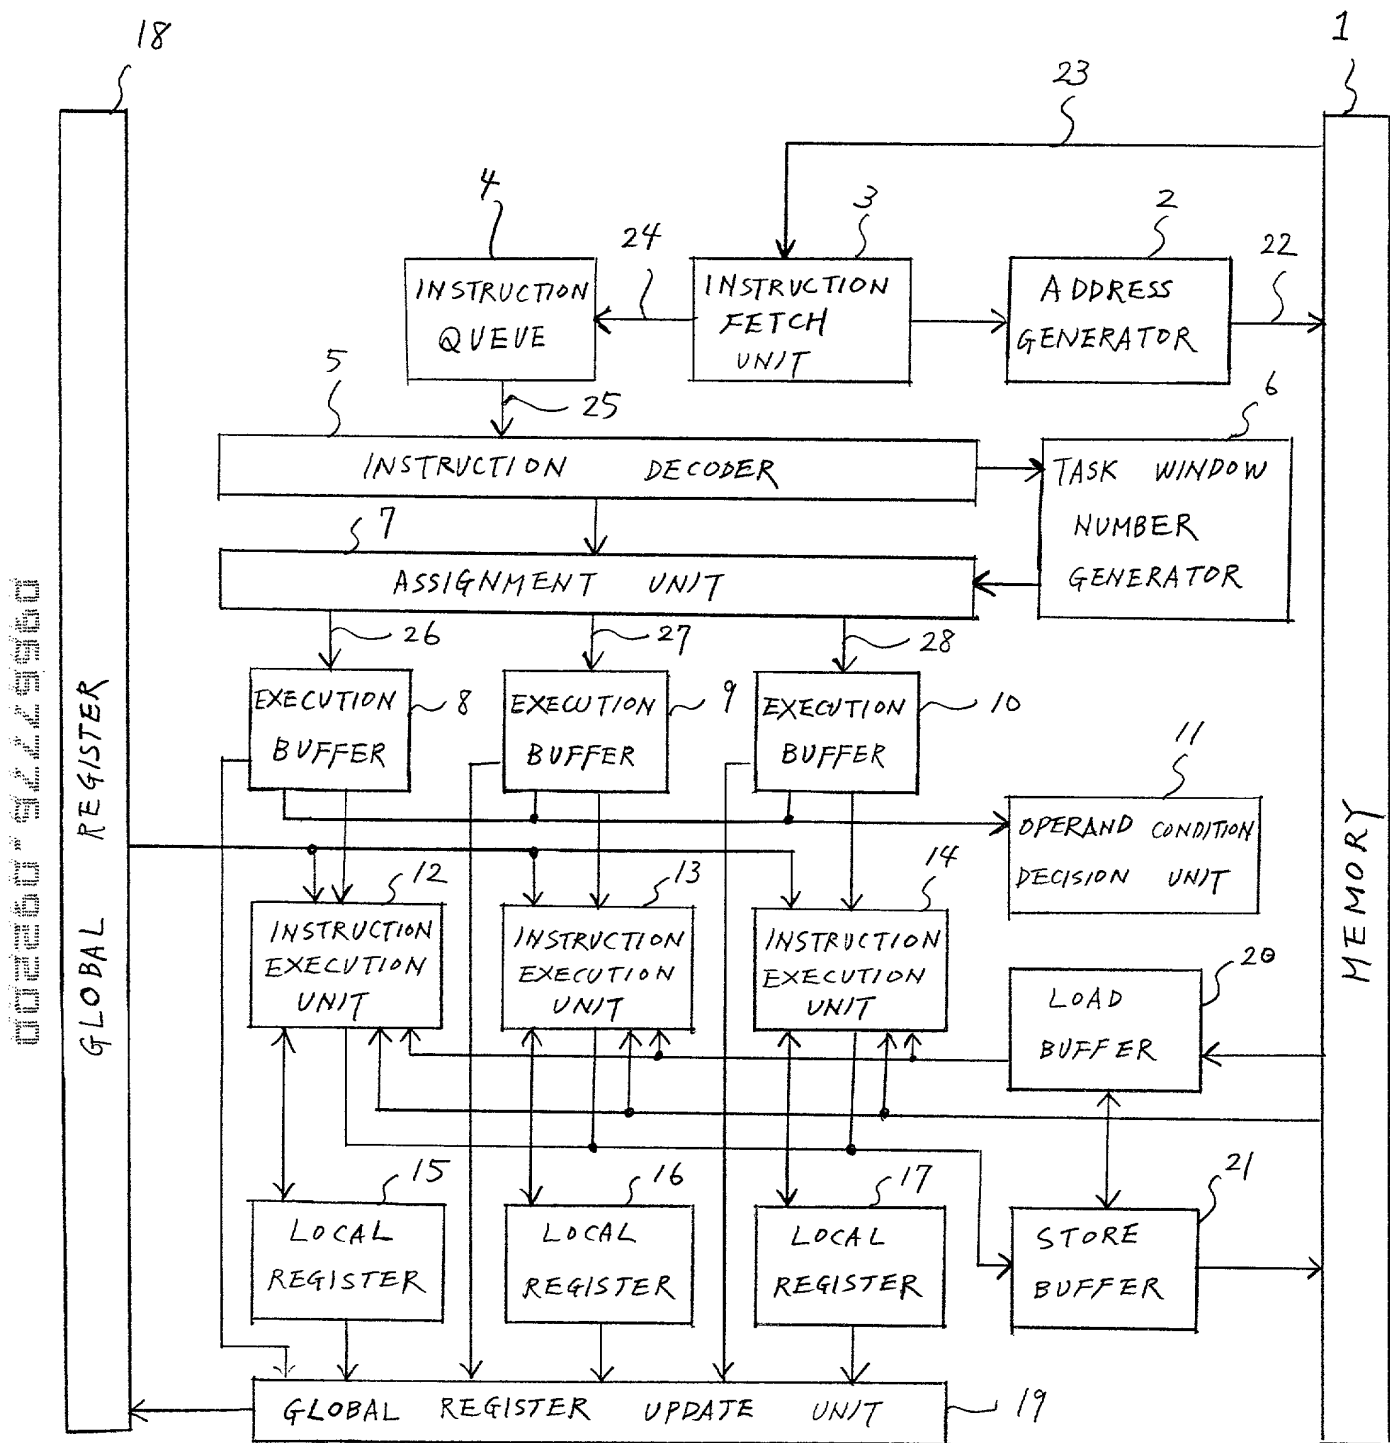 18
1
23
4
24
3
2
22
INSTRUCTION
QUEUE
INSTRUCTION
FETCH
UNIT
ADDRESS
GENERATOR
5
25
6
INSTRUCTION DECODER
TASK WINDOW
NUMBER
GENERATOR
7
ASSIGNMENT UNIT
26
27
28
EXECUTION
BUFFER
8
EXECUTION
BUFFER
9
EXECUTION
BUFFER
10
11
OPERAND CONDITION
DECISION UNIT
GLOBAL REGISTER
MEMORY
12
13
14
INSTRUCTION
EXECUTION
UNIT
INSTRUCTION
EXECUTION
UNIT
INSTRUCTION
EXECUTION
UNIT
20
LOAD
BUFFER
15
16
17
21
LOCAL
REGISTER
LOCAL
REGISTER
LOCAL
REGISTER
STORE
BUFFER
GLOBAL REGISTER UPDATE UNIT
19